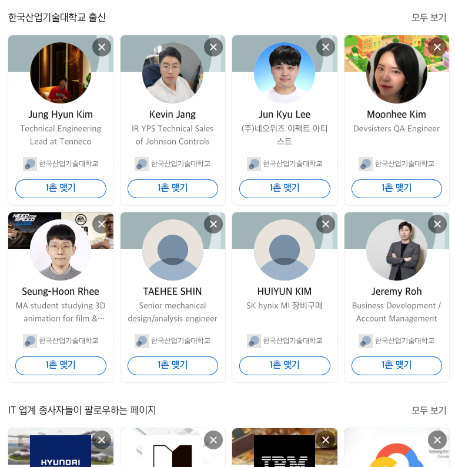 한국산업기술대학교 출신
모두 보기
Jung Hyun Kim
Technical Engineering
Lead at Tenneco
한국산업기술대학교
1촌 맺기
Kevin Jang
IR YPS Technical Sales
of Johnson Controls
한국산업기술대학교
1촌 맺기
Jun Kyu Lee
(주)네오위즈 이팩트 아티
스트
한국산업기술대학교
1촌 맺기
Moonhee Kim
Devsisters QA Engineer
한국산업기술대학교
1촌 맺기
NEED FOR
SPEED
EA
Seung-Hoon Rhee
MA student studying 3D
animation for film &…
한국산업기술대학교
1촌 맺기
TAEHEE SHIN
Senior mechanical
design/analysis engineer
한국산업기술대학교
1촌 맺기
HUIYUN KIM
SK hynix MI 장비구매
한국산업기술대학교
1촌 맺기
Jeremy Roh
Business Development /
Account Management
한국산업기술대학교
1촌 맺기
IT 업계 종사자들이 팔로우하는 페이지
모두 보기
HYUNDAI
IBM